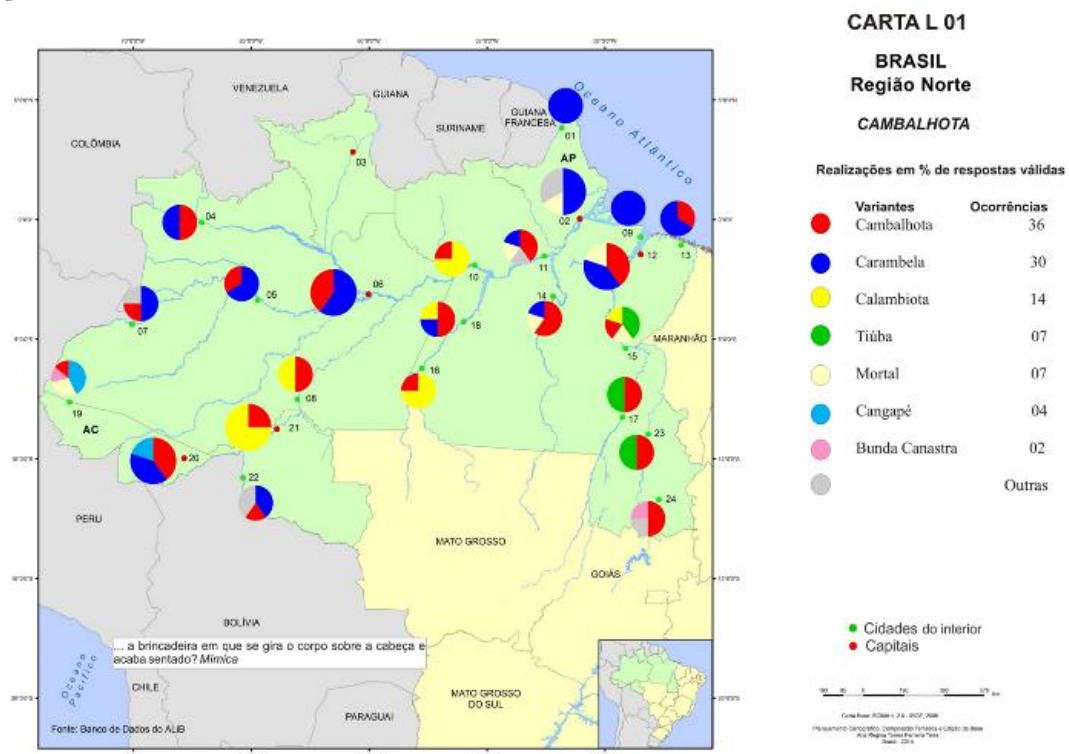 CARTA L 01
BRASIL
Região Norte
CAMBALHOTA
Realizações em % de respostas válidas
Variantes Ocorrências
Cambalhota 36
Carambela 30
Calambiota 14
Tiúba 07
Mortal 07
Cangapé 04
Bunda Canastra 02
Outras
Cidades do interior
Capitais
VENEZUELA
GUIANA
SURINAME
GUIANA
FRANCESA
COLÔMBIA
Oceano Atlântico
01
03
AP
04
02
09
12
13
06
10
11
05
14
07
18
15
MARANHÃO
16
08
19
17
AC
21
23
20
22
24
PERU
MATO GROSSO
GOIÁS
BOLÍVIA
... a brincadeira em que se gira o corpo sobre a cabeça e
acaba sentado? Mímica
Oceano
Pacífico
CHILE
MATO GROSSO
DO SUL
PARAGUAI
Fonte: Banco de Dados do ALiB